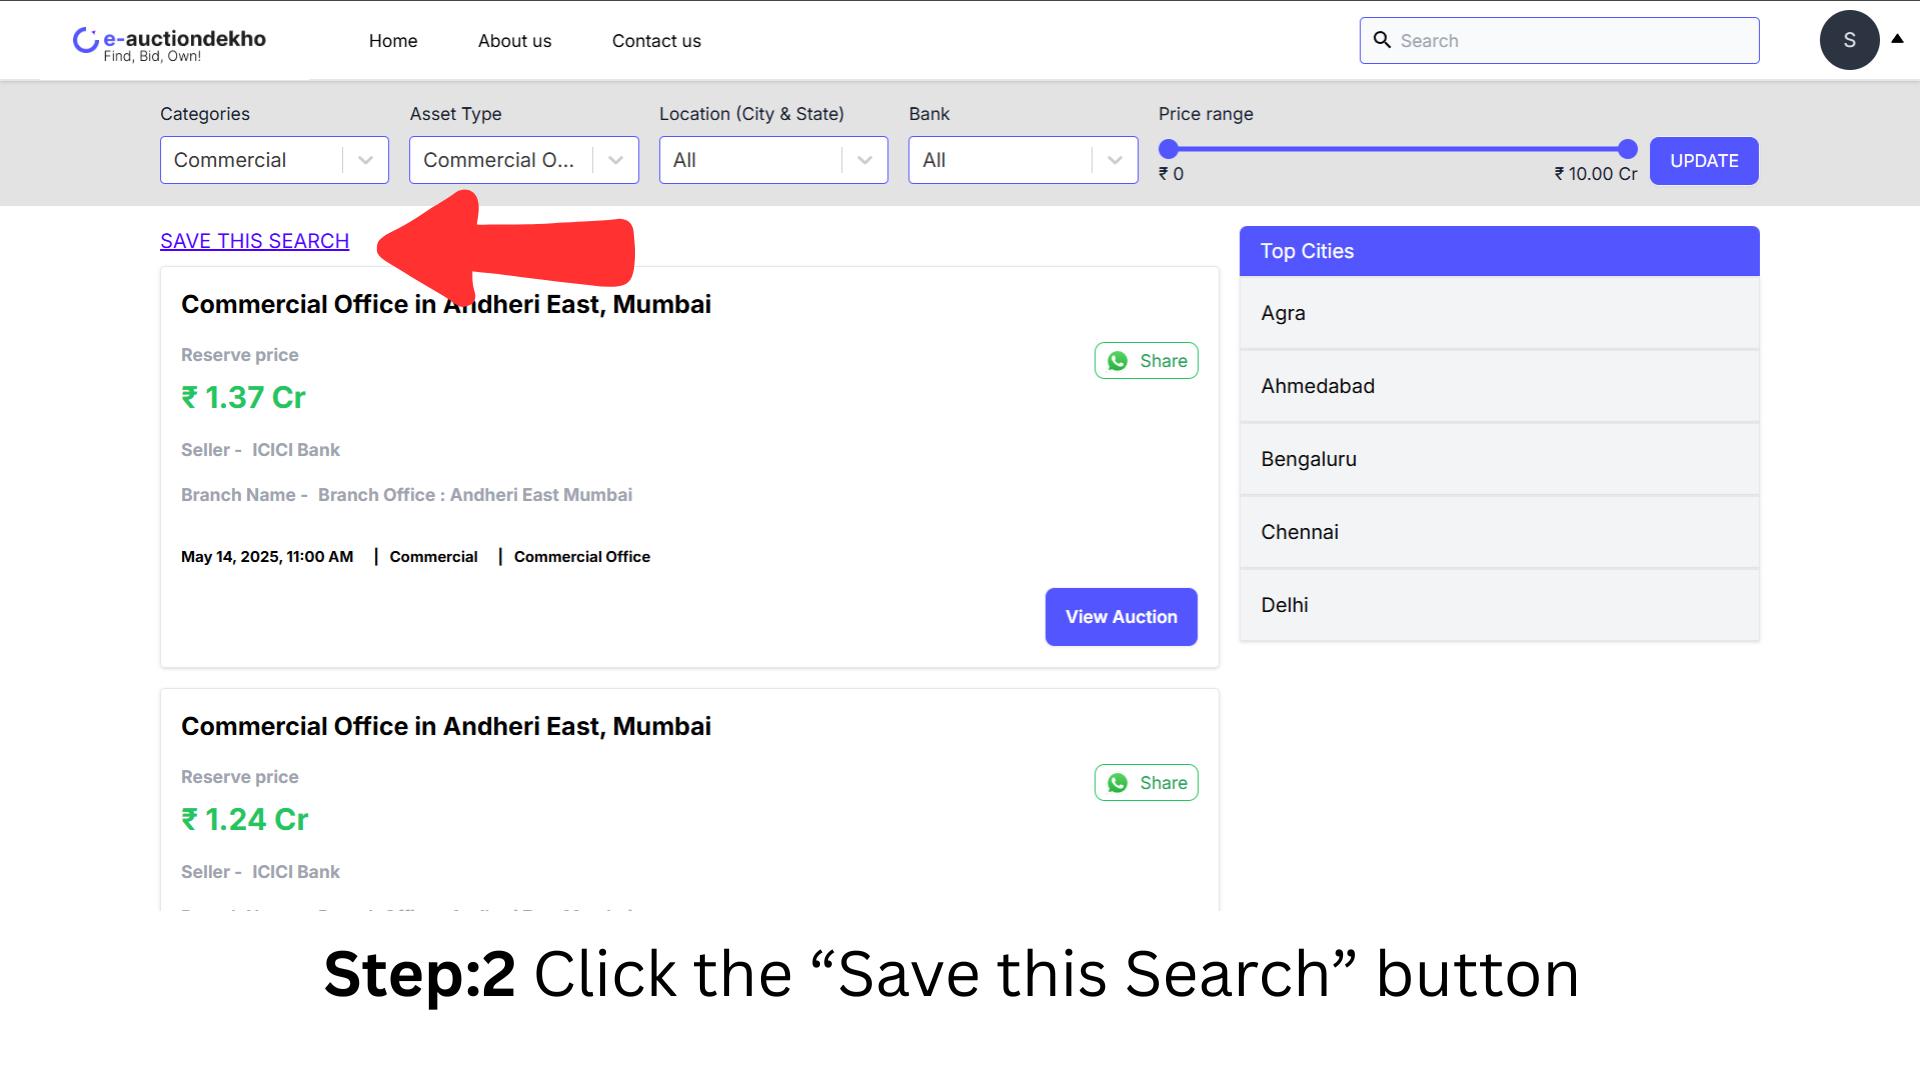 e-auctiondekho
Find, Bid, Own!
Home
About us
Contact us
Search
S
Categories
Asset Type
Location (City & State)
Bank
Price range
Commercial
Commercial O...
All
All
₹ 0
₹ 10.00 Cr
UPDATE
SAVE THIS SEARCH
Commercial Office in Andheri East, Mumbai
Reserve price
₹ 1.37 Cr
Share
Seller - ICICI Bank
Branch Name - Branch Office : Andheri East Mumbai
May 14, 2025, 11:00 AM | Commercial | Commercial Office
View Auction
Commercial Office in Andheri East, Mumbai
Reserve price
₹ 1.24 Cr
Share
Seller - ICICI Bank
Top Cities
Agra
Ahmedabad
Bengaluru
Chennai
Delhi
Step:2 Click the “Save this Search” button